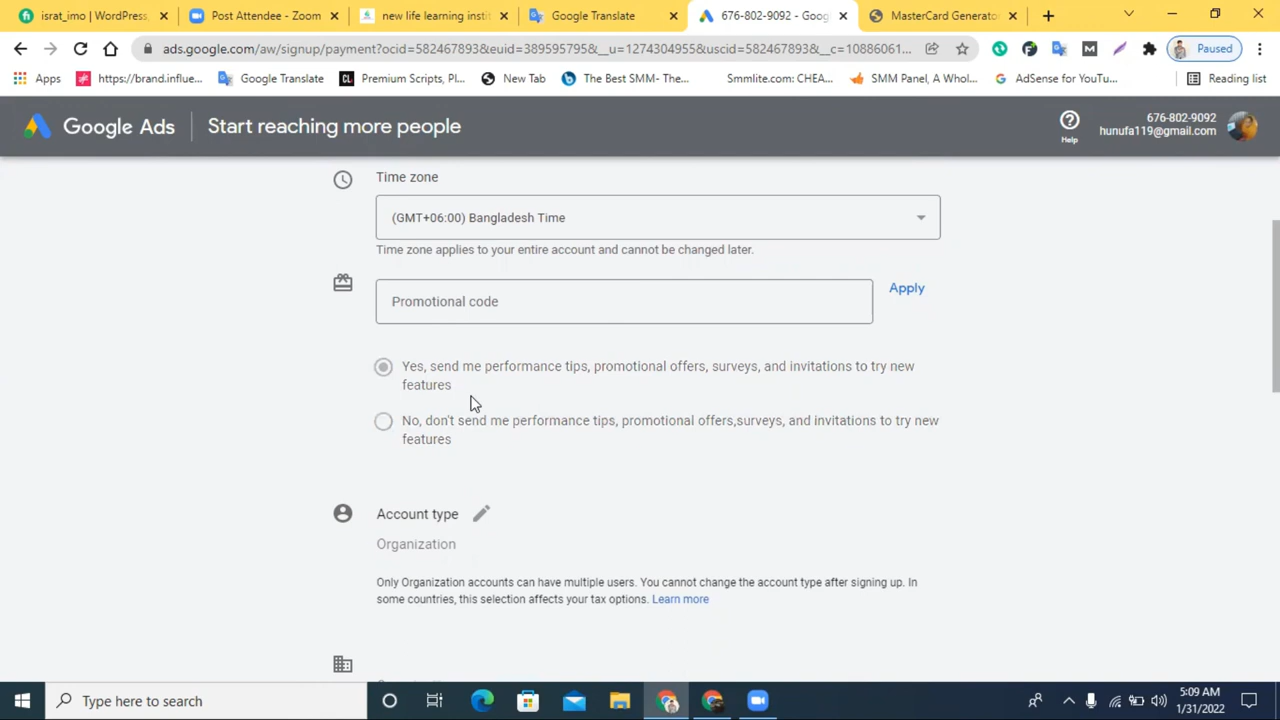 israt_imo | WordPress,
Post Attendee - Zoom
new life learning instit
Google Translate
676-802-9092 - Goog
MasterCard Generator
ads.google.com/aw/signup/payment?ocid=582467893&euid=389595795&__u=1274304955&uscid=582467893&__c=10886061...
Paused
Apps
https://brand.influe...
Google Translate
Premium Scripts, Pl...
New Tab
The Best SMM- The...
Smmlite.com: CHEA...
SMM Panel, A Whol...
AdSense for YouTu...
Reading list
Google Ads
Start reaching more people
Help
676-802-9092
hunufa119@gmail.com
Time zone
(GMT+06:00) Bangladesh Time
Time zone applies to your entire account and cannot be changed later.
Promotional code
Apply
Yes, send me performance tips, promotional offers, surveys, and invitations to try new
features
No, don't send me performance tips, promotional offers,surveys, and invitations to try new
features
Account type
Organization
Only Organization accounts can have multiple users. You cannot change the account type after signing up. In
some countries, this selection affects your tax options. Learn more
Type here to search
5:09 AM
1/31/2022